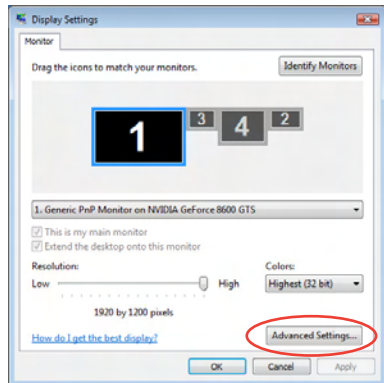 Display Settings
Monitor
Drag the icons to match your monitors.
Identify Monitors
1
3
4
2
1. Generic PnP Monitor on NVIDIA GeForce 8600 GTS
This is my main monitor
Extend the desktop onto this monitor
Resolution:
Colors:
Low
High
Highest (32 bit)
1920 by 1200 pixels
How do I get the best display?
Advanced Settings...
OK
Cancel
Apply